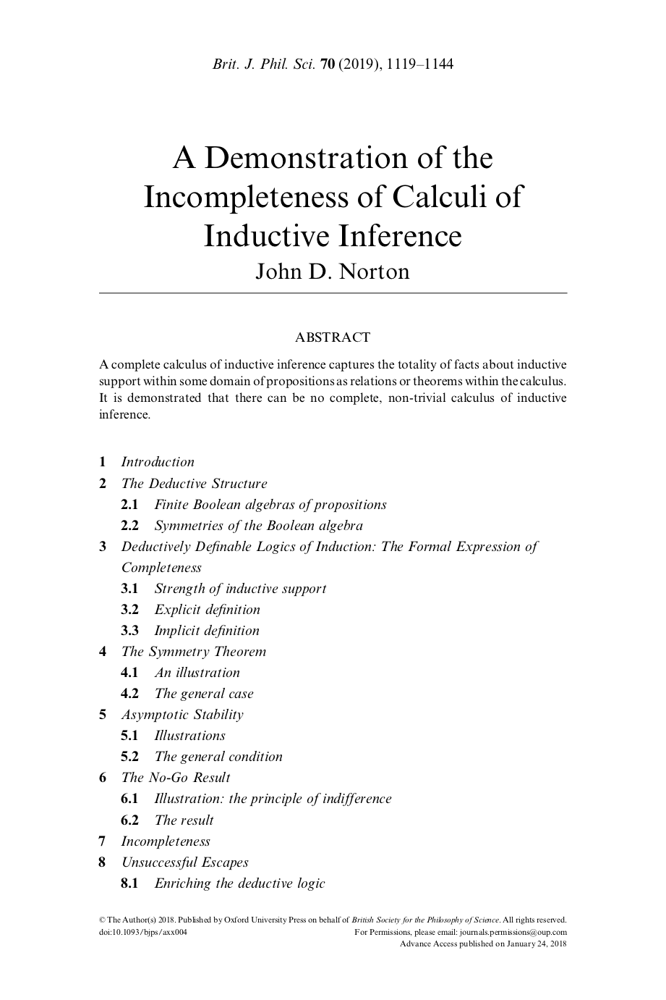 Brit. J. Phil. Sci. 70 (2019), 1119–1144
A Demonstration of the
Incompleteness of Calculi of
Inductive Inference
John D. Norton
ABSTRACT
A complete calculus of inductive inference captures the totality of facts about inductive
support within some domain of propositions as relations or theorems within the calculus.
It is demonstrated that there can be no complete, non-trivial calculus of inductive
inference.
1 Introduction
2 The Deductive Structure
2.1 Finite Boolean algebras of propositions
2.2 Symmetries of the Boolean algebra
3 Deductively Definable Logics of Induction: The Formal Expression of
Completeness
3.1 Strength of inductive support
3.2 Explicit definition
3.3 Implicit definition
4 The Symmetry Theorem
4.1 An illustration
4.2 The general case
5 Asymptotic Stability
5.1 Illustrations
5.2 The general condition
6 The No-Go Result
6.1 Illustration: the principle of indifference
6.2 The result
7 Incompleteness
8 Unsuccessful Escapes
8.1 Enriching the deductive logic
© The Author(s) 2018. Published by Oxford University Press on behalf of British Society for the Philosophy of Science. All rights reserved.
doi:10.1093/bjps/axx004 For Permissions, please email: journals.permissions@oup.com
Advance Access published on January 24, 2018